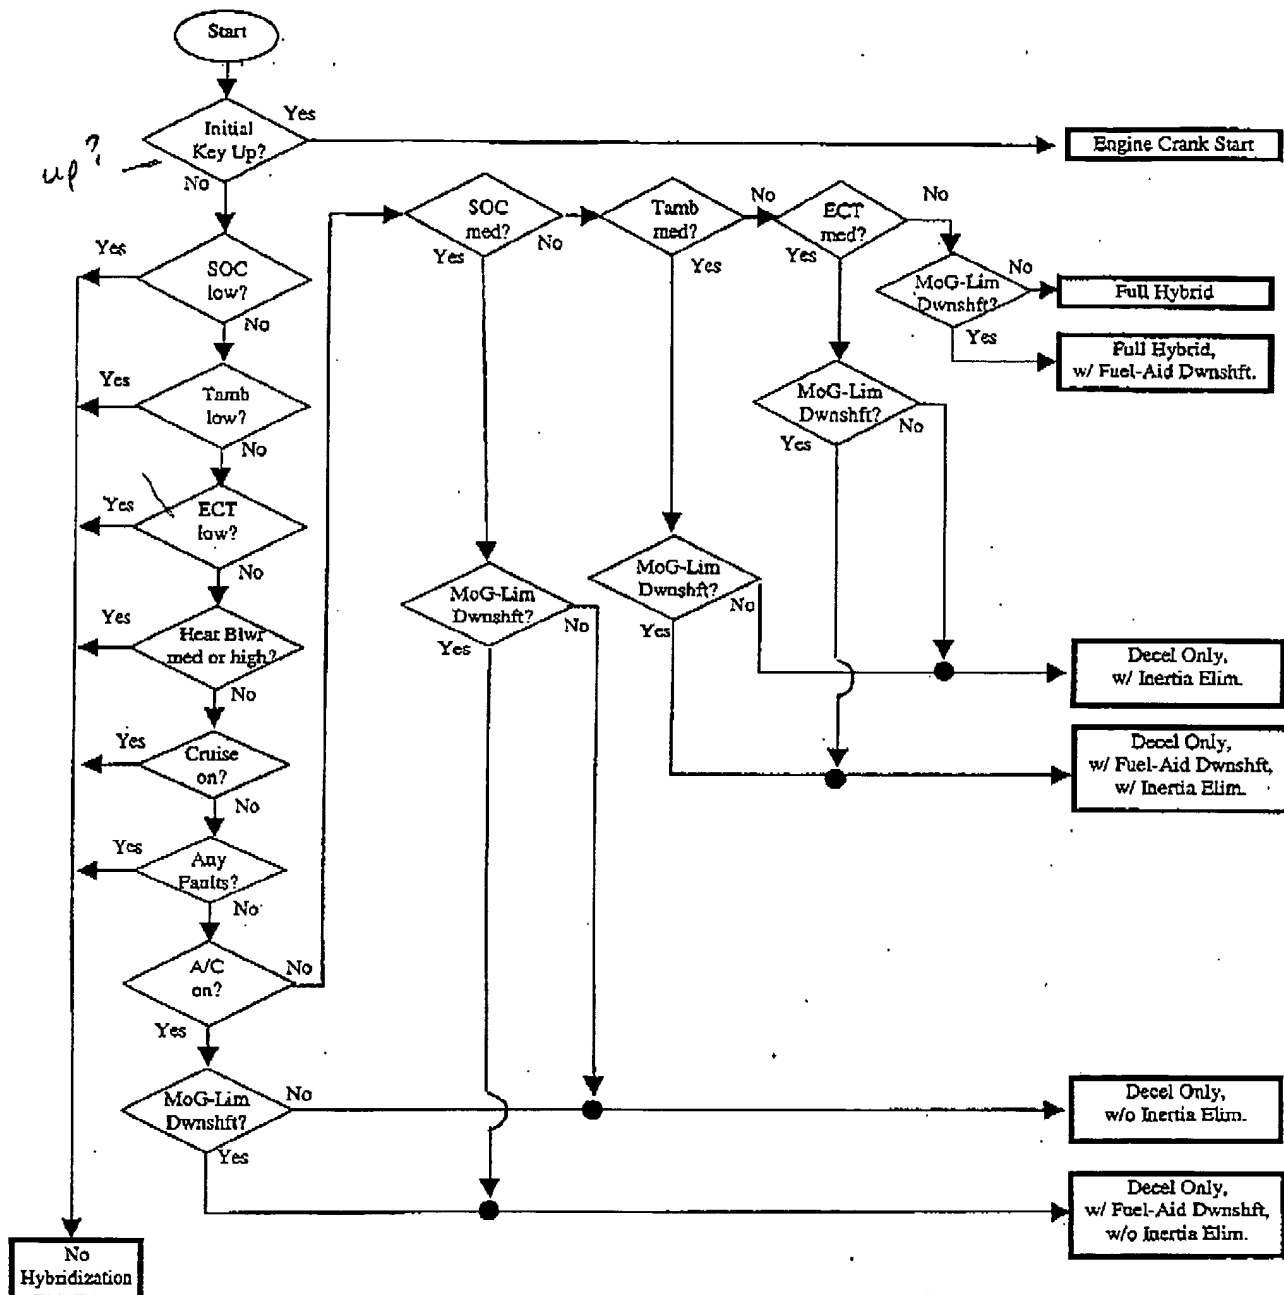 Start
Initial
Key Up?
Yes
No
up?
Engine Crank Start
SOC
low?
Yes
No
SOC
med?
Yes
No
Tamb
med?
No
Yes
ECT
med?
No
Yes
MoG-Lim
Dwnshft?
No
Yes
Full Hybrid
Full Hybrid,
w/ Fuel-Aid Dwnshft.
Tamb
low?
Yes
No
MoG-Lim
Dwnshft?
Yes
No
ECT
low?
Yes
No
MoG-Lim
Dwnshft?
Yes
No
MoG-Lim
Dwnshft?
No
Yes
Heat Blwr
med or high?
Yes
No
Decel Only,
w/ Inertia Elim.
Cruise
on?
Yes
No
Decel Only,
w/ Fuel-Aid Dwnshft,
w/ Inertia Elim.
Any
Faults?
Yes
No
A/C
on?
No
Yes
MoG-Lim
Dwnshft?
No
Yes
Decel Only,
w/o Inertia Elim.
Decel Only,
w/ Fuel-Aid Dwnshft,
w/o Inertia Elim.
No
Hybridization